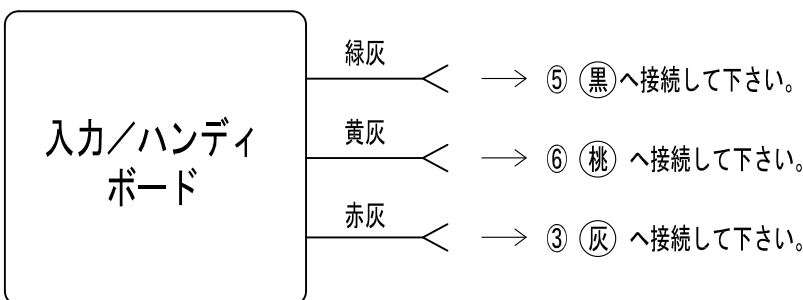 緑灰
⑤ 黒へ接続して下さい。
入力／ハンディ
ボード
黄灰
⑥ 桃 へ接続して下さい。
赤灰
③ 灰 へ接続して下さい。